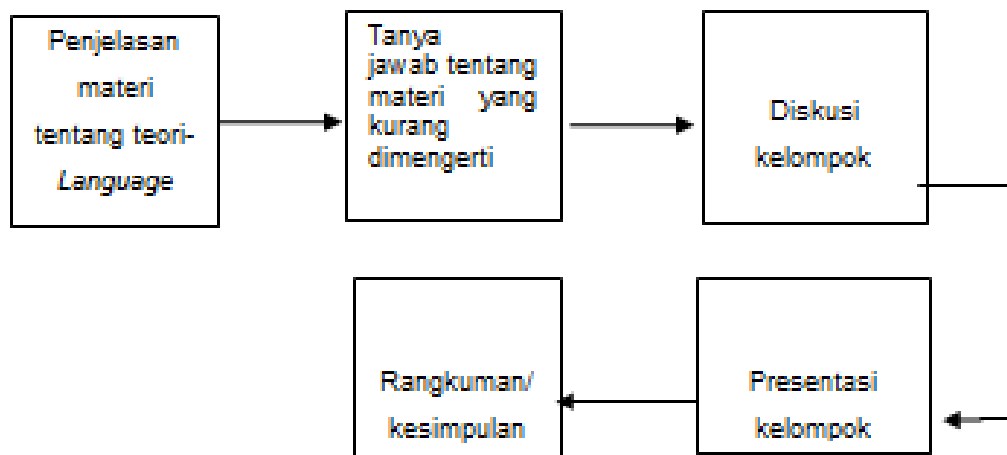 Penjelasan
materi
tentang teori-
Language
Tanya
jawab tentang
materi yang
kurang
dimengerti
Diskusi
kelompok
Rangkuman/
kesimpulan
Presentasi
kelompok